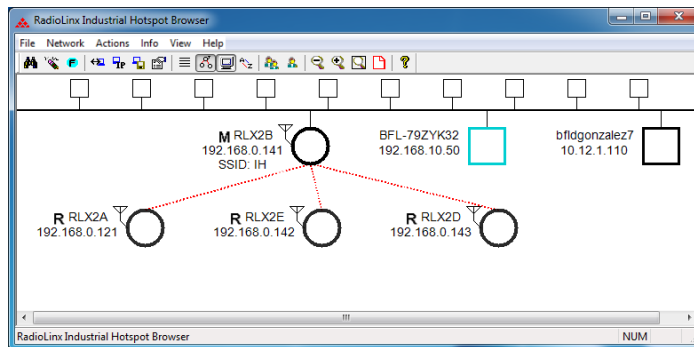 RadioLinx Industrial Hotspot Browser
File Network Actions Info View Help
M RLX2B
192.168.0.141
SSID: IH
BFL-79ZYK32
192.168.10.50
bfldgonzalez7
10.12.1.110
R RLX2A
192.168.0.121
R RLX2E
192.168.0.142
R RLX2D
192.168.0.143
RadioLinx Industrial Hotspot Browser
NUM